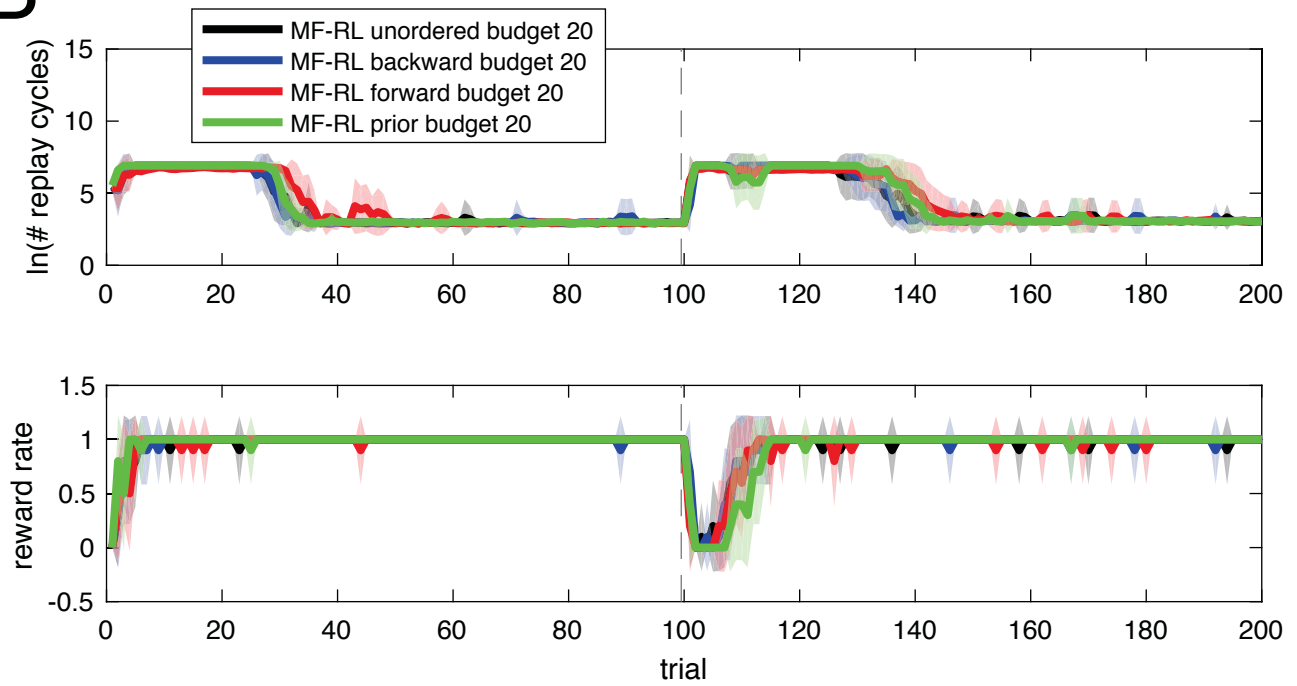 MF-RL unordered budget 20
MF-RL backward budget 20
MF-RL forward budget 20
MF-RL prior budget 20
ln(# replay cycles)
15
10
5
0
0 20 40 60 80 100 120 140 160 180 200
reward rate
1.5
1
0.5
0
-0.5
0 20 40 60 80 100 120 140 160 180 200
trial